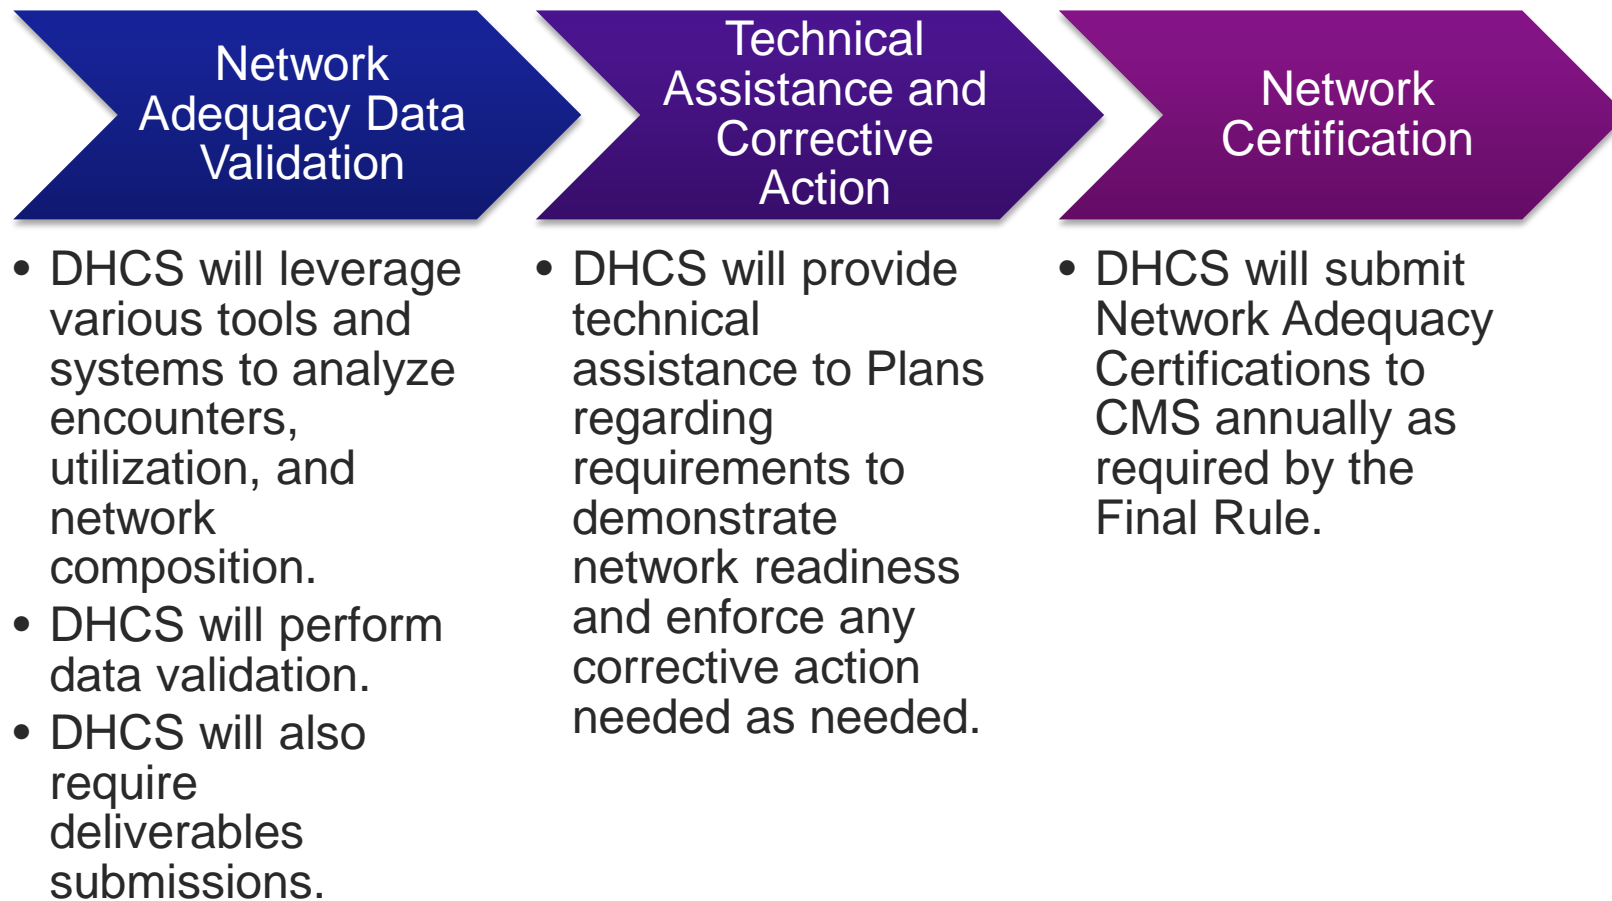 Network
Adequacy Data
Validation
• DHCS will leverage
various tools and
systems to analyze
encounters,
utilization, and
network
composition.
• DHCS will perform
data validation.
• DHCS will also
require
deliverables
submissions.
Technical
Assistance and
Corrective
Action
• DHCS will provide
technical
assistance to Plans
regarding
requirements to
demonstrate
network readiness
and enforce any
corrective action
needed as needed.
Network
Certification
• DHCS will submit
Network Adequacy
Certifications to
CMS annually as
required by the
Final Rule.